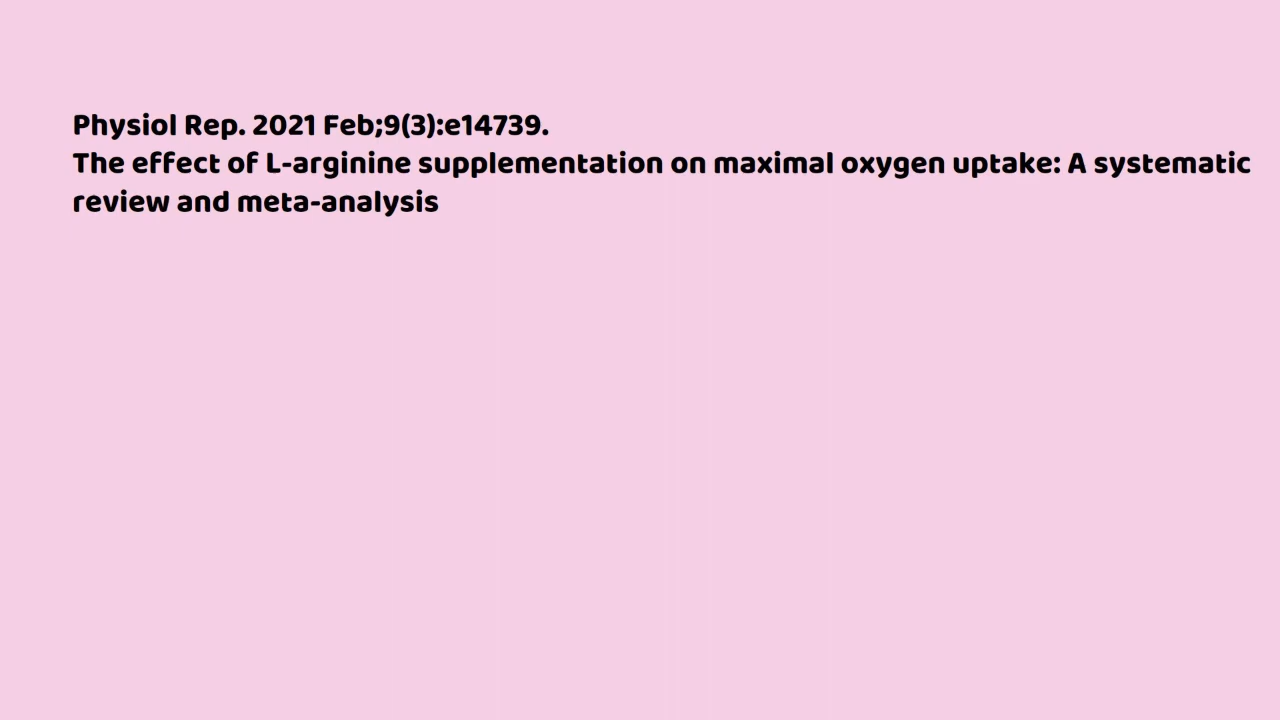 Physiol Rep. 2021 Feb;9(3):e14739.
The effect of L-arginine supplementation on maximal oxygen uptake: A systematic
review and meta-analysis